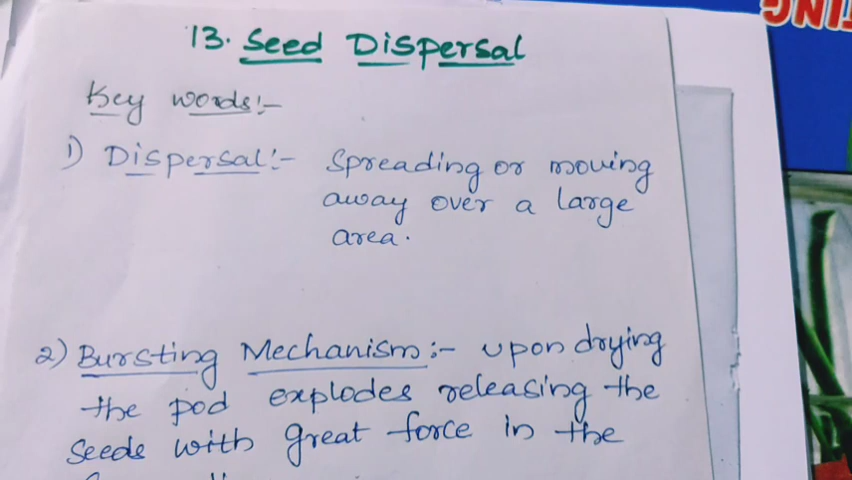 13. Seed Dispersal
Key words:-
1) Dispersal:- Spreading or moving
away over a large
area.
2) Bursting Mechanism:- upon drying
the pod explodes releasing the
seeds with great force in the